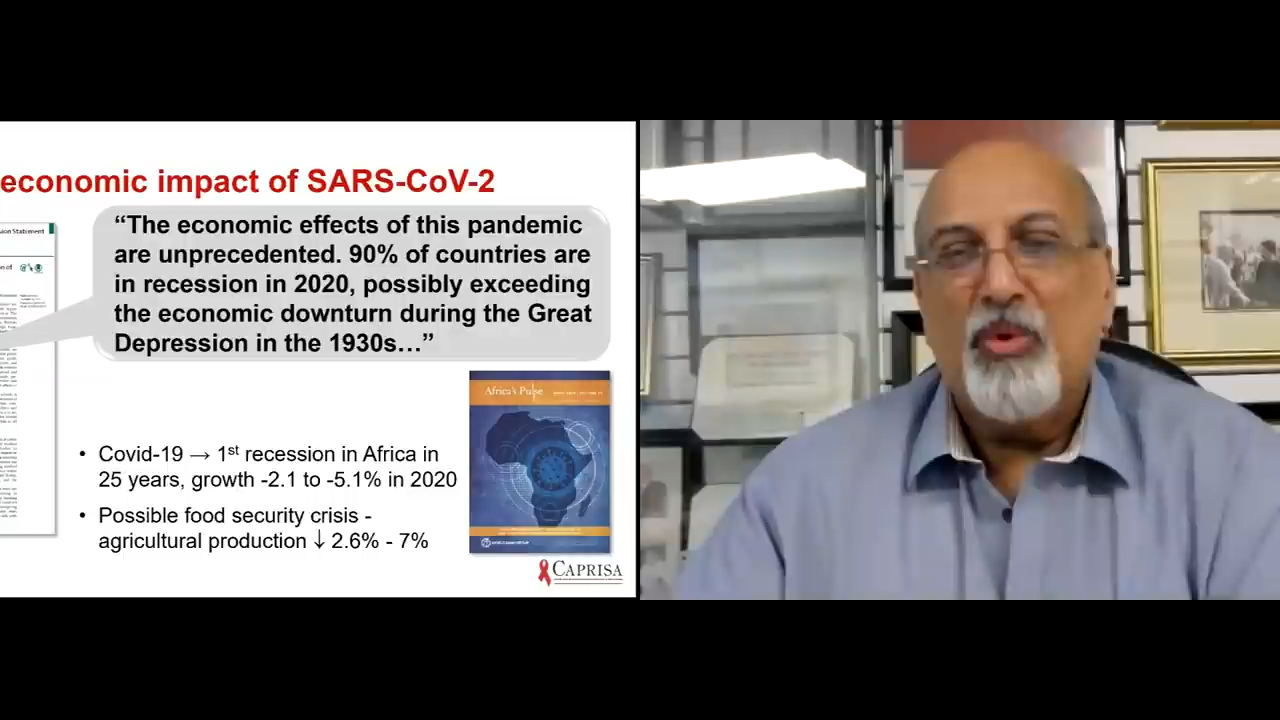 economic impact of SARS-CoV-2
“The economic effects of this pandemic
are unprecedented. 90% of countries are
in recession in 2020, possibly exceeding
the economic downturn during the Great
Depression in the 1930s…”
Statement
Africa's Pulse
• Covid-19 → 1st recession in Africa in
25 years, growth -2.1 to -5.1% in 2020
• Possible food security crisis -
agricultural production ↓ 2.6% - 7%
CAPRISA